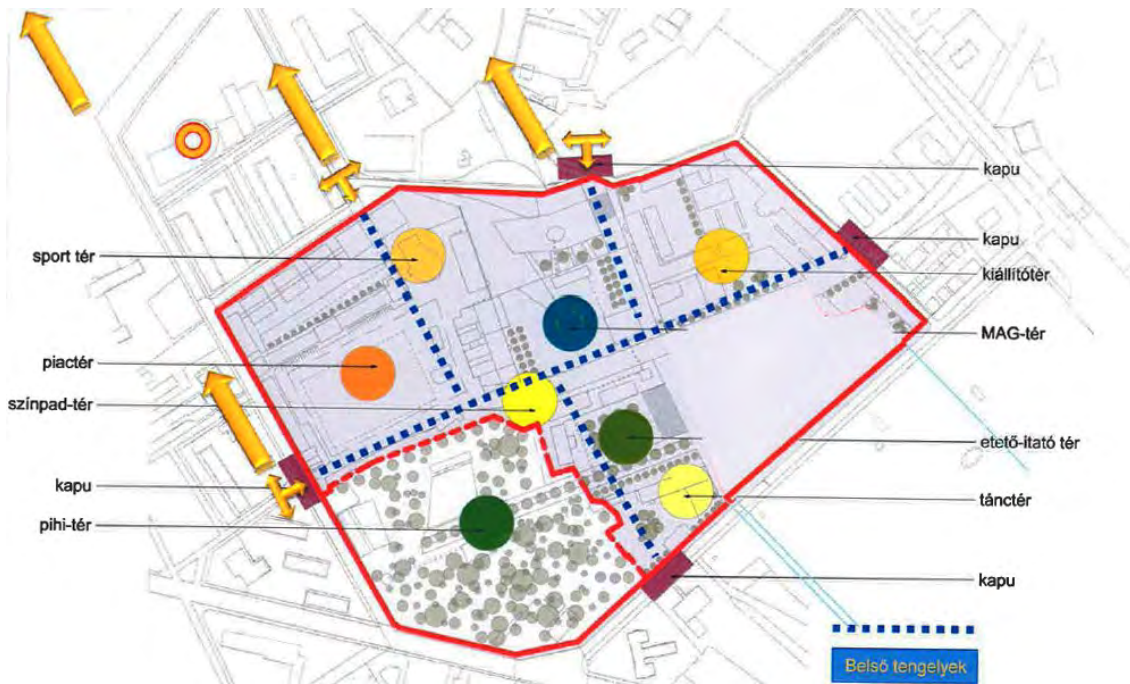 kapu
kapu
sport tér
kiállítótér
MAG-tér
piactér
színpad-tér
etető-itató tér
kapu
tánctér
pihi-tér
kapu
Belső tengelyek